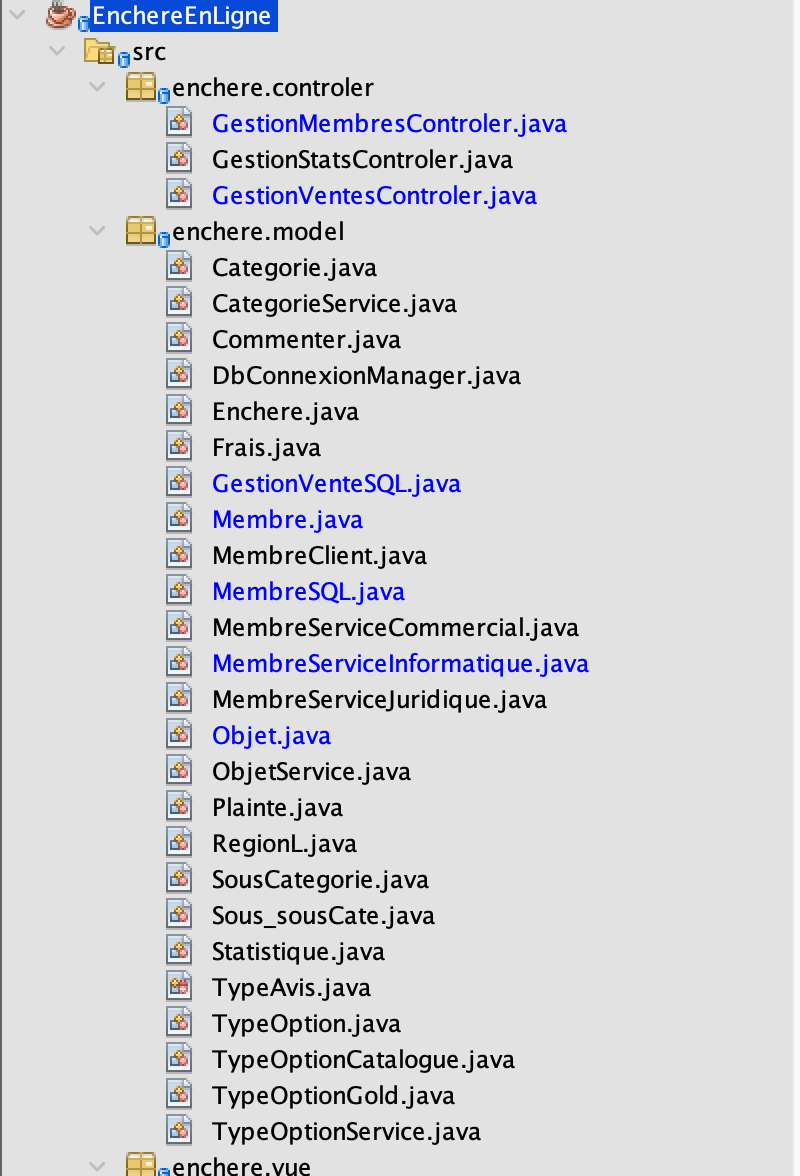 EnchereEnLigne
src
enchere.controler
GestionMembresControler.java
GestionStatsControler.java
GestionVentesControler.java
enchere.model
Categorie.java
CategorieService.java
Commenter.java
DbConnexionManager.java
Enchere.java
Frais.java
GestionVenteSQL.java
Membre.java
MembreClient.java
MembreSQL.java
MembreServiceCommercial.java
MembreServiceInformatique.java
MembreServiceJuridique.java
Objet.java
ObjetService.java
Plainte.java
RegionL.java
SousCategorie.java
Sous_sousCate.java
Statistique.java
TypeAvis.java
TypeOption.java
TypeOptionCatalogue.java
TypeOptionGold.java
TypeOptionService.java
enchere.vue